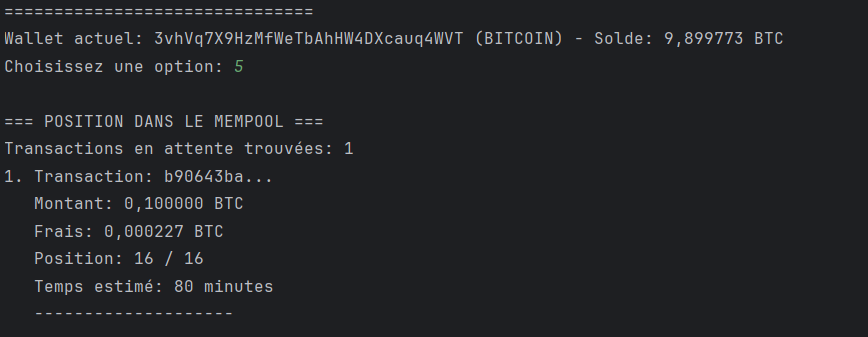 ===============================
Wallet actuel: 3vhVq7X9HzMfWeTbAhHW4DXcauq4WVT (BITCOIN) - Solde: 9,899773 BTC
Choisissez une option: 5
=== POSITION DANS LE MEMPOOL ===
Transactions en attente trouvées: 1
1. Transaction: b90643ba...
Montant: 0,100000 BTC
Frais: 0,000227 BTC
Position: 16 / 16
Temps estimé: 80 minutes
--------------------